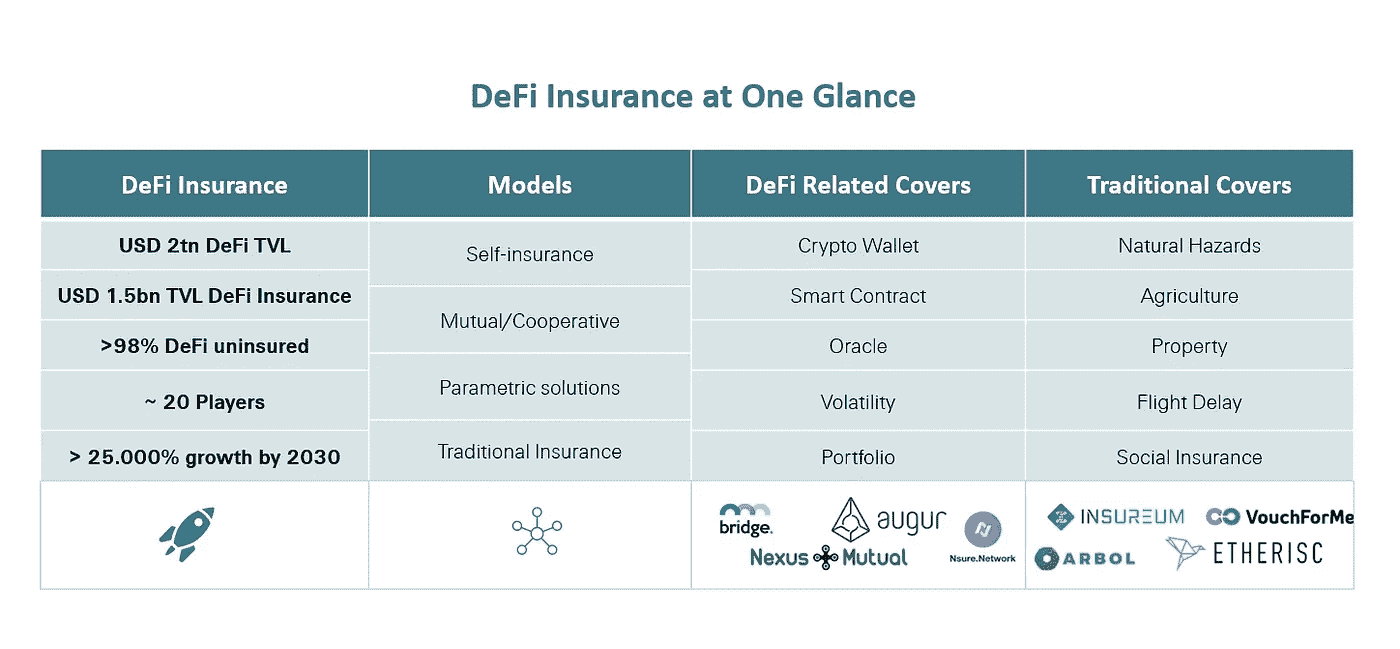 DeFi Insurance at One Glance
DeFi Insurance
Models
DeFi Related Covers
Traditional Covers
USD 2tn DeFi TVL
USD 1.5bn TVL DeFi Insurance
>98% DeFi uninsured
~ 20 Players
> 25.000% growth by 2030
Self-insurance
Mutual/Cooperative
Parametric solutions
Traditional Insurance
Crypto Wallet
Smart Contract
Oracle
Volatility
Portfolio
Natural Hazards
Agriculture
Property
Flight Delay
Social Insurance
bridge.
augur
Nexus Mutual
N
Nsure.Network
INSUREUM
VouchForMe
ARBOL
ETHERISC